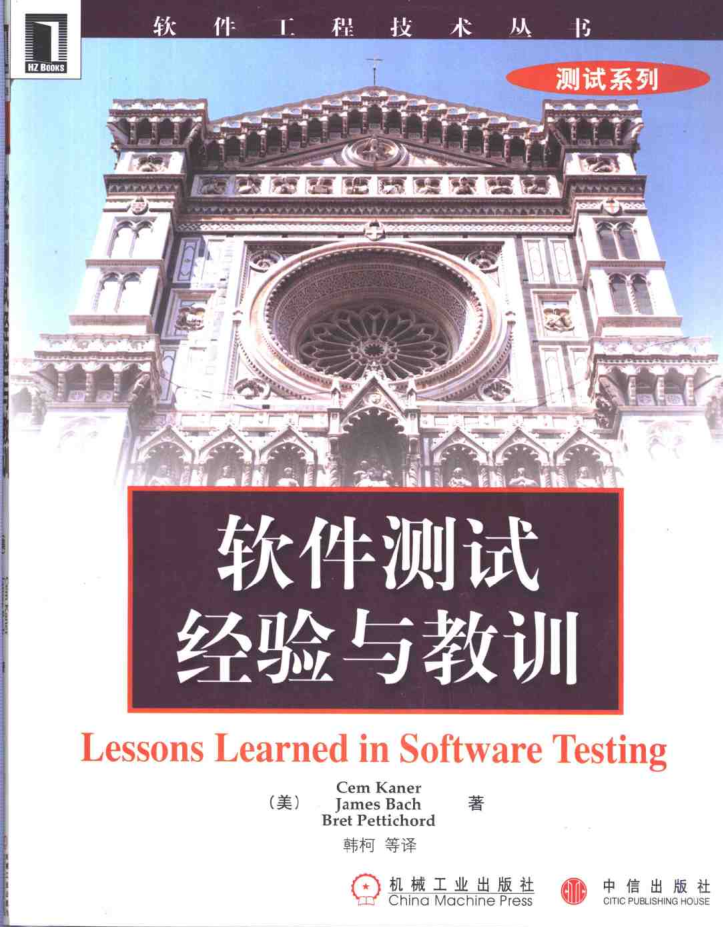 软件工程技术丛书
HZ BOOKS
测试系列
软件测试
经验与教训
Lessons Learned in Software Testing
Cem Kaner
(美) James Bach 著
Bret Pettichord
韩柯 等译
机械工业出版社
China Machine Press
中信出版社
CITIC PUBLISHING HOUSE